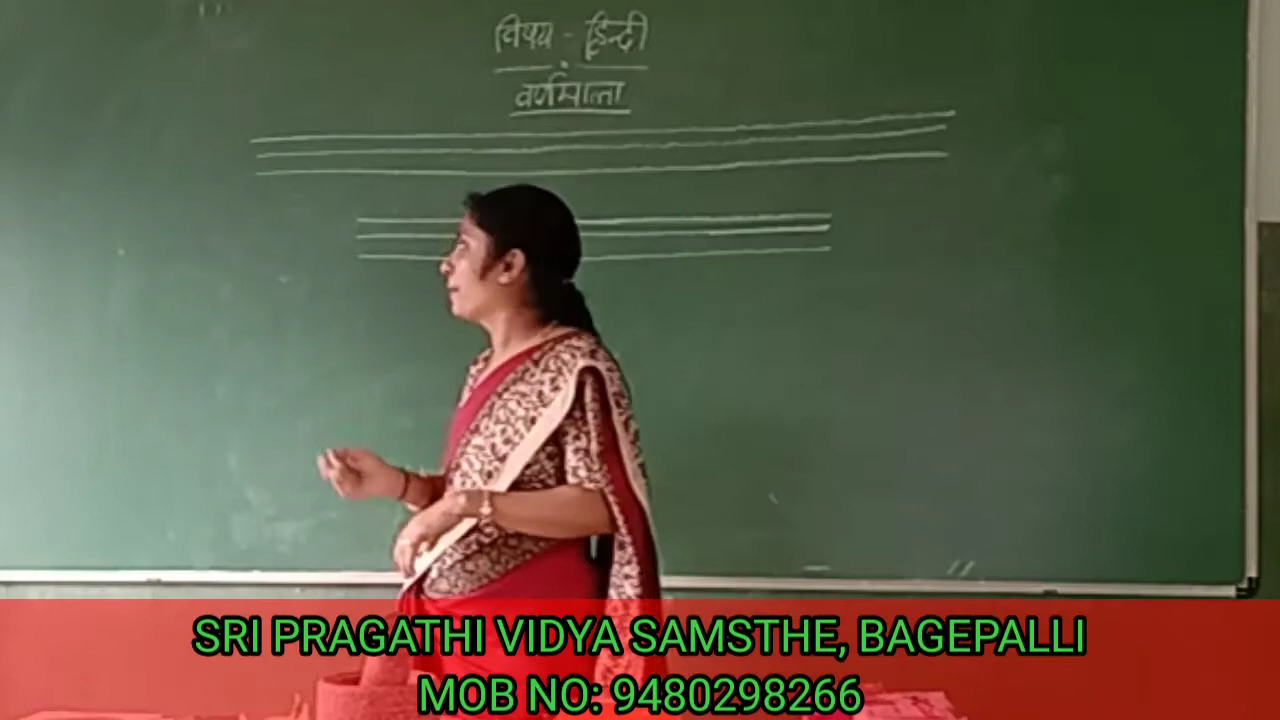 विषय - हिन्दी
वर्णमाला
SRI PRAGATHI VIDYA SAMSTHE, BAGEPALLI
MOB NO: 9480298266